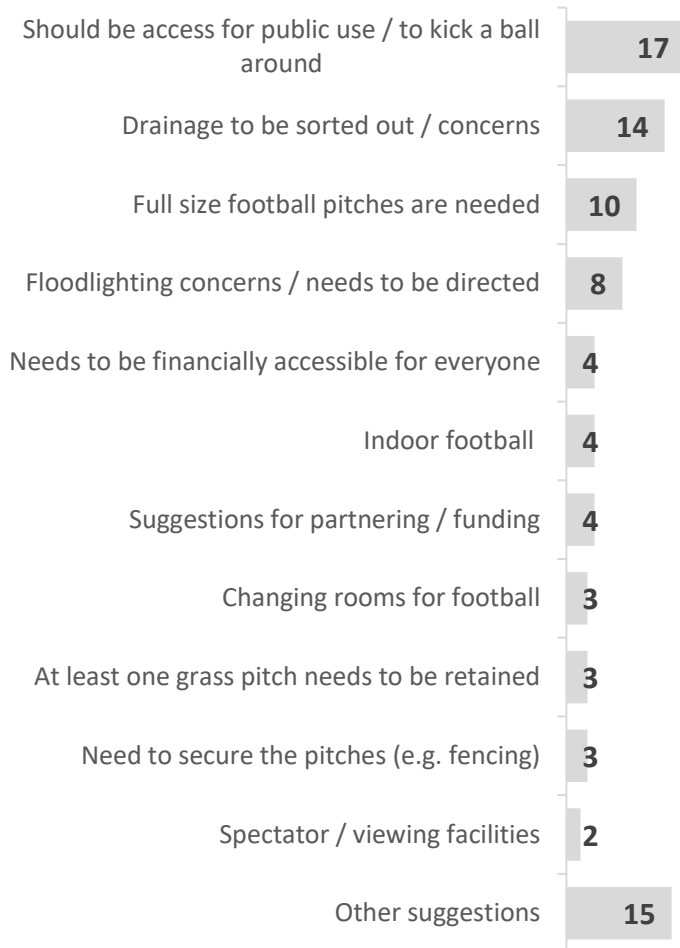 Should be access for public use / to kick a ball
around
17
Drainage to be sorted out / concerns
14
Full size football pitches are needed
10
Floodlighting concerns / needs to be directed
8
Needs to be financially accessible for everyone
4
Indoor football
4
Suggestions for partnering / funding
4
Changing rooms for football
3
At least one grass pitch needs to be retained
3
Need to secure the pitches (e.g. fencing)
3
Spectator / viewing facilities
2
Other suggestions
15